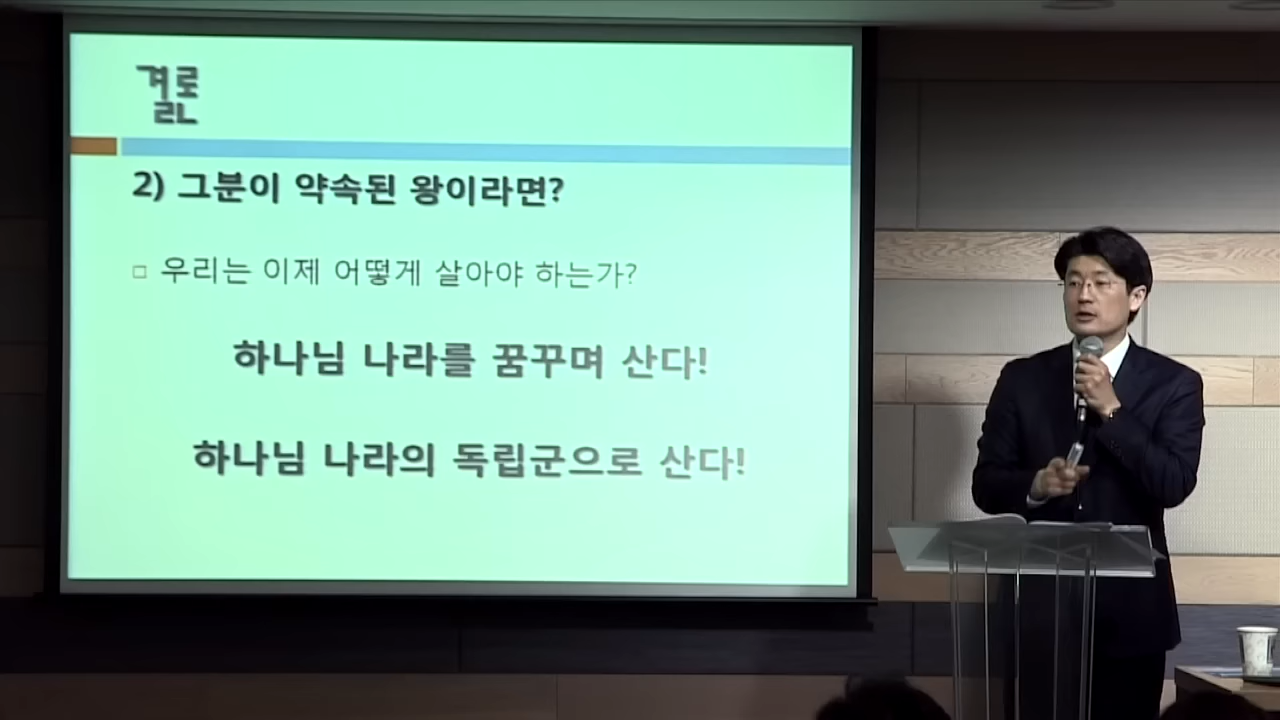 결론
2) 그분이 약속된 왕이라면?
□ 우리는 이제 어떻게 살아야 하는가?
하나님 나라를 꿈꾸며 산다!
하나님 나라의 독립군으로 산다!